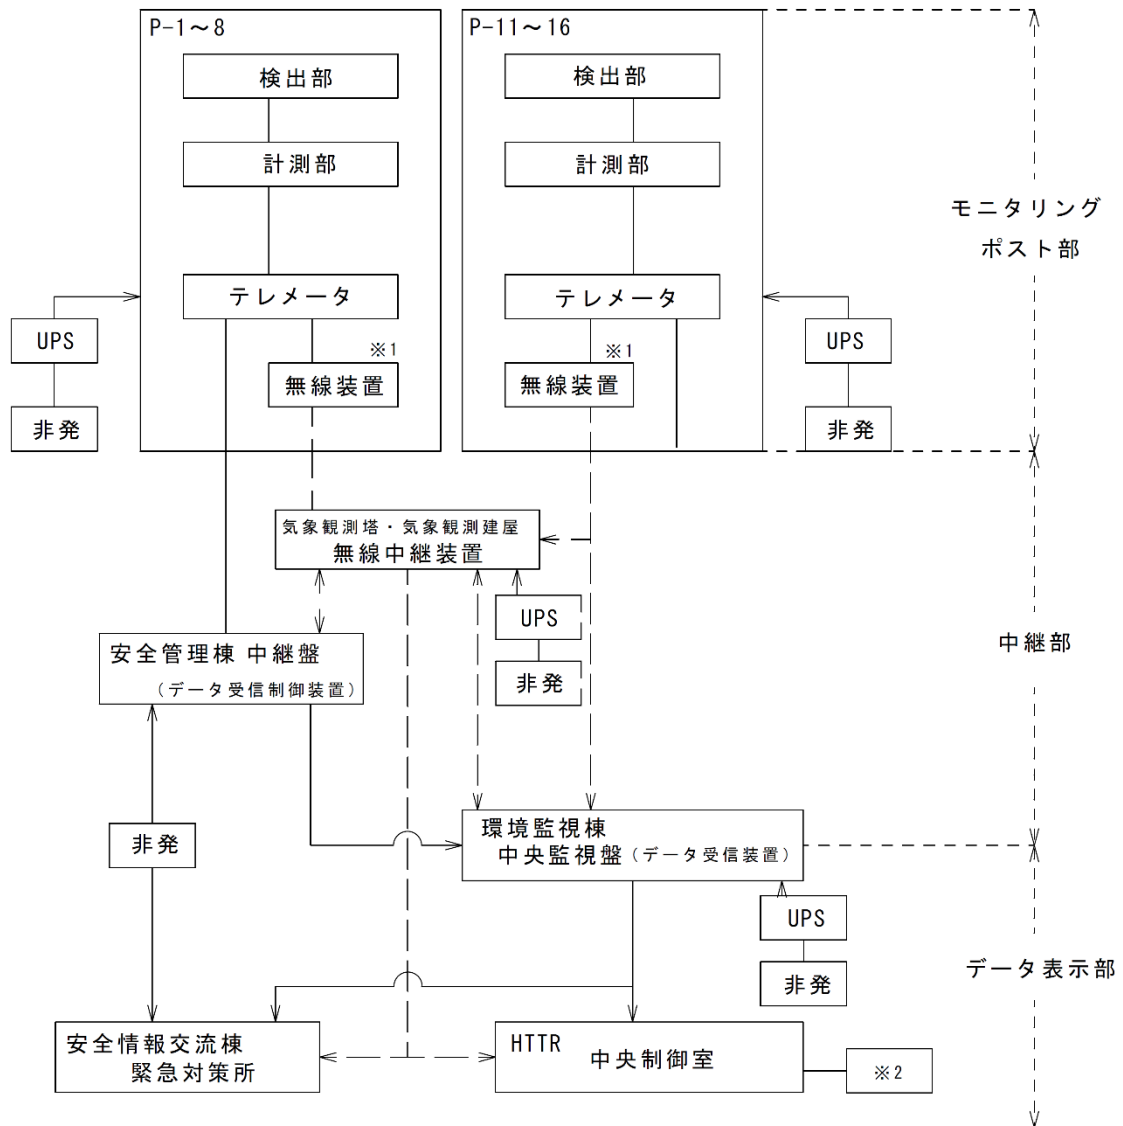 P-1～8
検出部
計測部
テレメータ
※1
無線装置
UPS
非発
P-11～16
検出部
計測部
テレメータ
※1
無線装置
UPS
非発
モニタリング
ポスト部
気象観測塔・気象観測建屋
無線中継装置
UPS
非発
安全管理棟 中継盤
（データ受信制御装置）
中継部
非発
環境監視棟
中央監視盤（データ受信装置）
UPS
非発
データ表示部
安全情報交流棟
緊急対策所
HTTR
中央制御室
※2